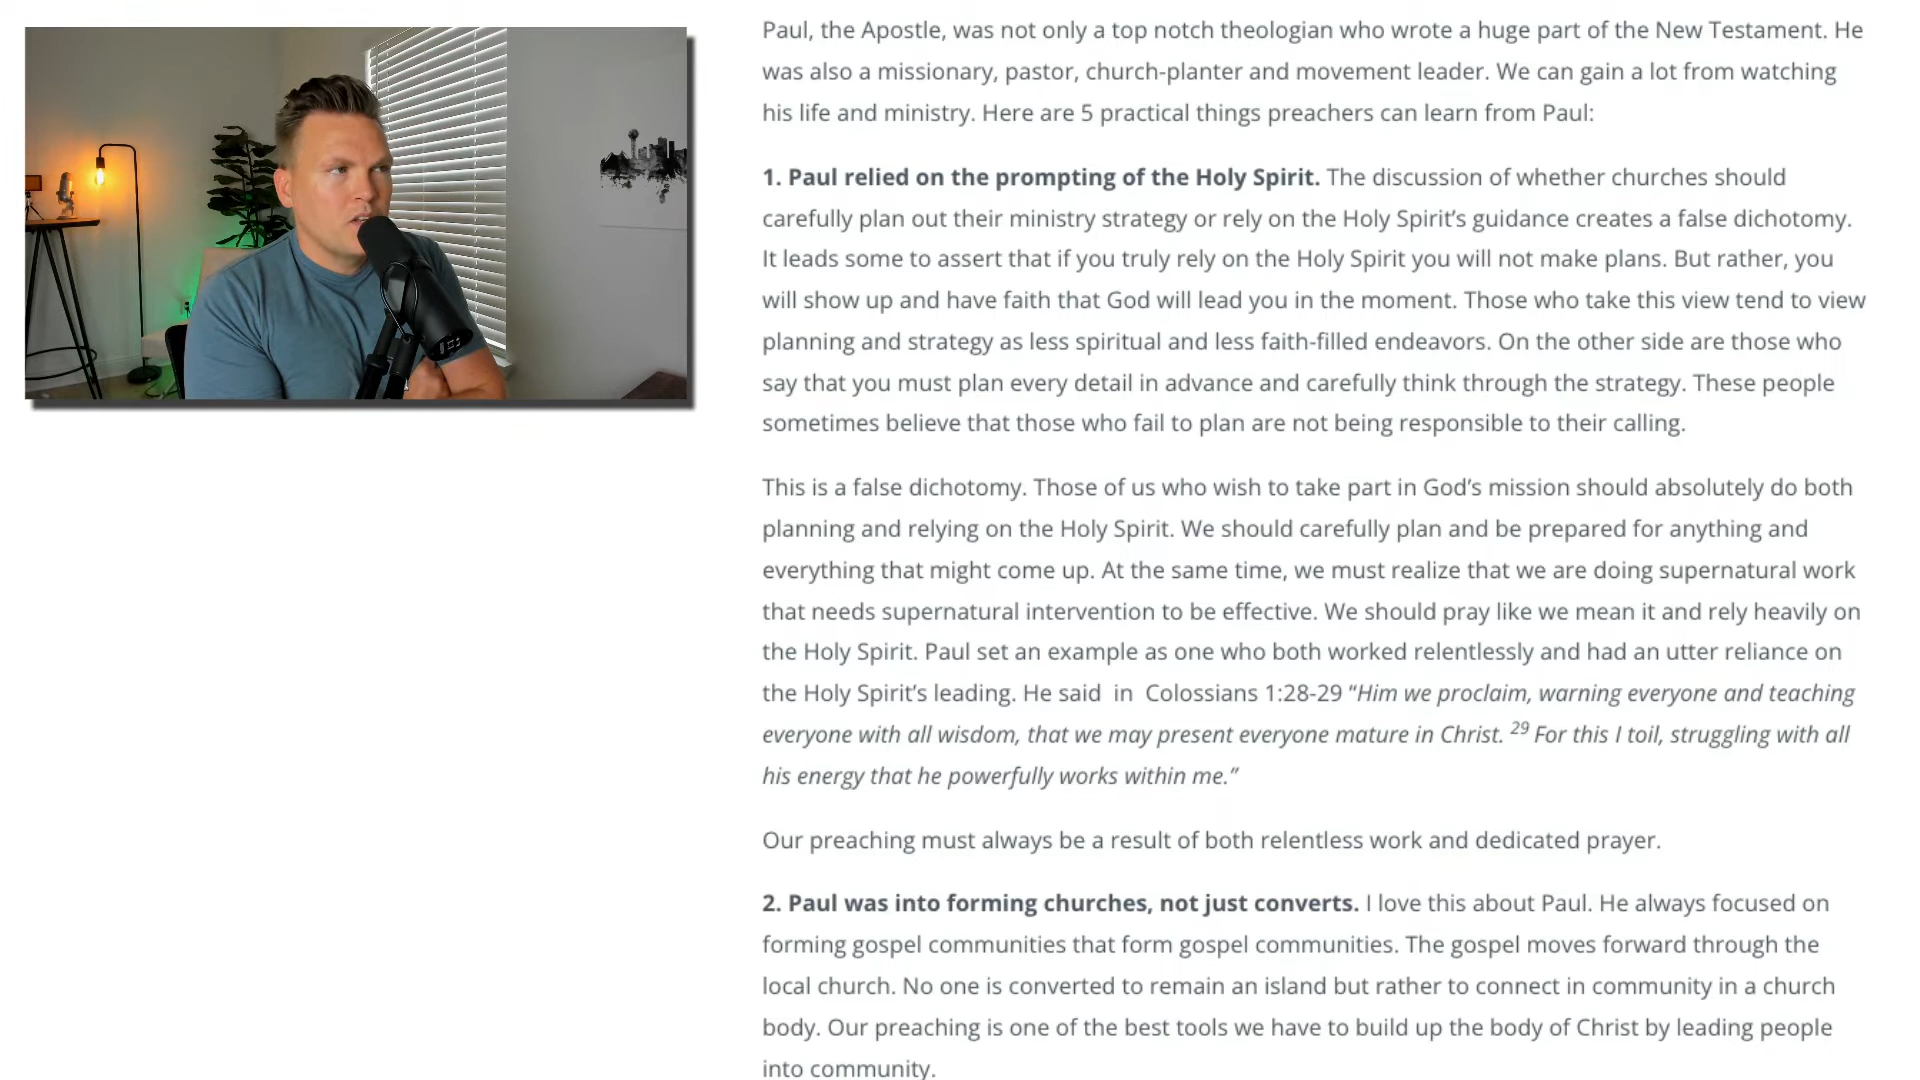 Paul, the Apostle, was not only a top notch theologian who wrote a huge part of the New Testament. He
was also a missionary, pastor, church-planter and movement leader. We can gain a lot from watching
his life and ministry. Here are 5 practical things preachers can learn from Paul:
1. Paul relied on the prompting of the Holy Spirit. The discussion of whether churches should
carefully plan out their ministry strategy or rely on the Holy Spirit’s guidance creates a false dichotomy.
It leads some to assert that if you truly rely on the Holy Spirit you will not make plans. But rather, you
will show up and have faith that God will lead you in the moment. Those who take this view tend to view
planning and strategy as less spiritual and less faith-filled endeavors. On the other side are those who
say that you must plan every detail in advance and carefully think through the strategy. These people
sometimes believe that those who fail to plan are not being responsible to their calling.
This is a false dichotomy. Those of us who wish to take part in God’s mission should absolutely do both
planning and relying on the Holy Spirit. We should carefully plan and be prepared for anything and
everything that might come up. At the same time, we must realize that we are doing supernatural work
that needs supernatural intervention to be effective. We should pray like we mean it and rely heavily on
the Holy Spirit. Paul set an example as one who both worked relentlessly and had an utter reliance on
the Holy Spirit’s leading. He said in Colossians 1:28-29 “Him we proclaim, warning everyone and teaching
everyone with all wisdom, that we may present everyone mature in Christ. 29 For this I toil, struggling with all
his energy that he powerfully works within me.”
Our preaching must always be a result of both relentless work and dedicated prayer.
2. Paul was into forming churches, not just converts. I love this about Paul. He always focused on
forming gospel communities that form gospel communities. The gospel moves forward through the
local church. No one is converted to remain an island but rather to connect in community in a church
body. Our preaching is one of the best tools we have to build up the body of Christ by leading people
into community.